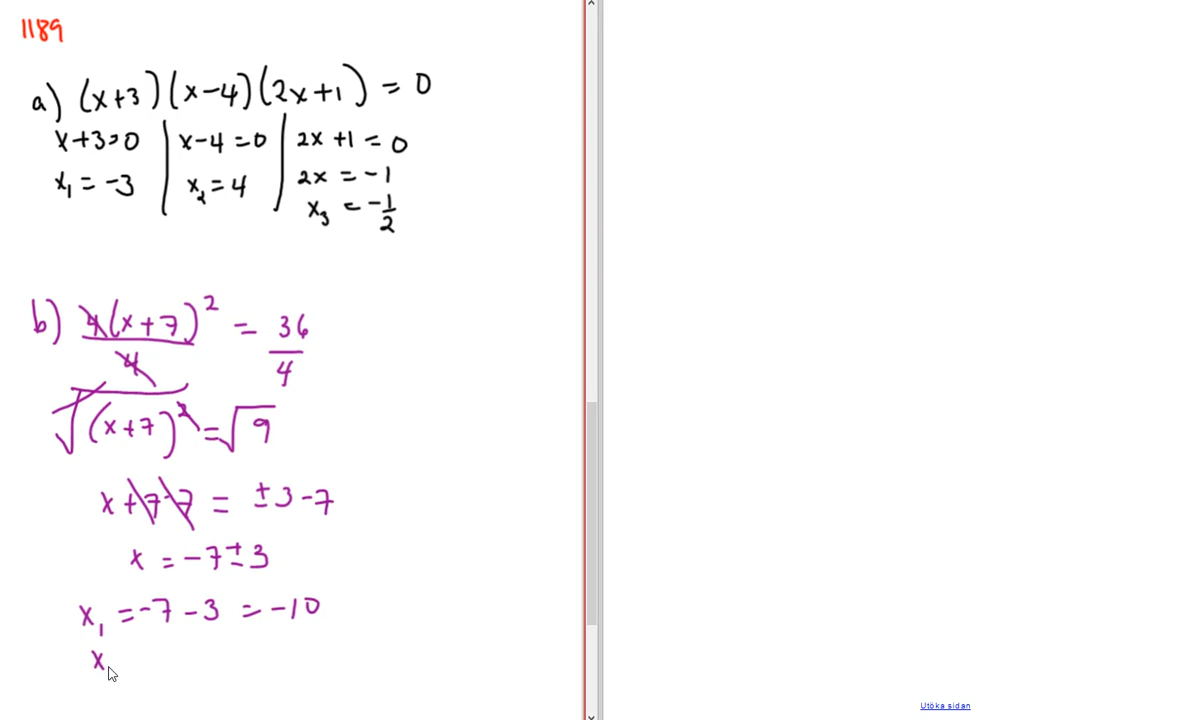 1189
a) (x+3)(x-4)(2x+1) = 0
x+3=0 | x-4=0 | 2x+1=0
x₁ = -3 | x₂ = 4 | 2x = -1
x₃ = -1/2
b) 4(x+7)²/4 = 36/4
√(x+7)² = √9
x+7-7 = ±3-7
x = -7±3
x₁ = -7-3 = -10
x
Utöka sidan